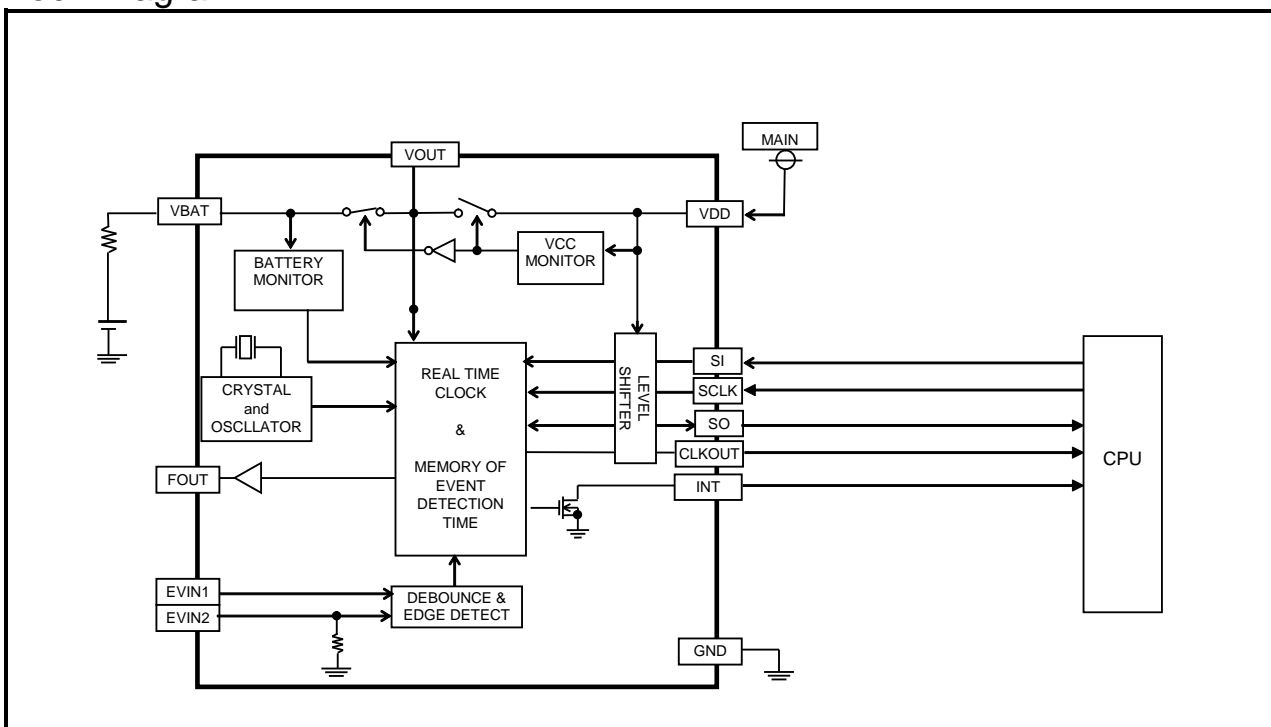 MAIN
VOUT
VBAT
VDD
BATTERY
MONITOR
VCC
MONITOR
CRYSTAL
and
OSCLLATOR
REAL TIME
CLOCK
&
MEMORY OF
EVENT
DETECTION
TIME
LEVEL
SHIFTER
SI
SCLK
SO
CLKOUT
INT
CPU
FOUT
EVIN1
EVIN2
DEBOUNCE &
EDGE DETECT
GND